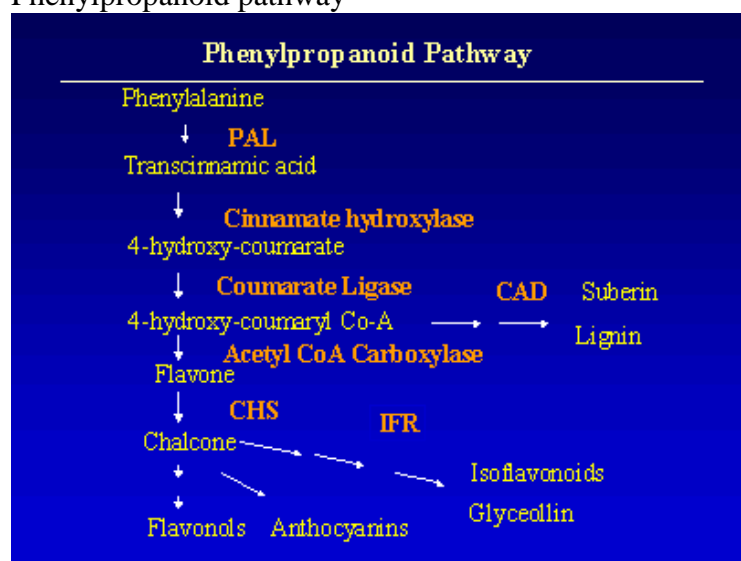 Phenylpropanoid pathway
Phenylpropanoid Pathway
Phenylalanine
PAL
Transcinnamic acid
Cinnamate hydroxylase
4-hydroxy-coumarate
Coumarate Ligase CAD Suberin
4-hydroxy-coumaryl Co-A Lignin
Acetyl CoA Carboxylase
Flavone
CHS IFR
Chalcone
Isoflavonoids
Glyceollin
Flavonols Anthocyanins